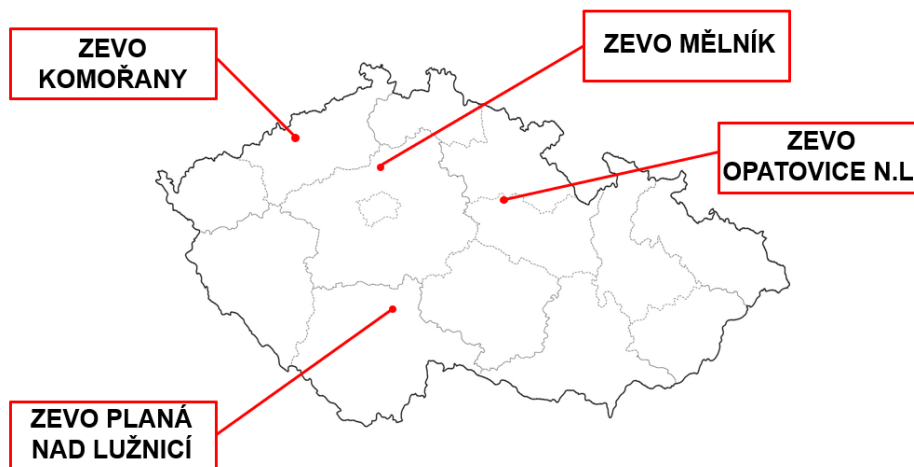 ZEVO
KOMOŘANY
ZEVO MĚLNÍK
ZEVO
OPATOVICE N.L
ZEVO PLANÁ
NAD LUŽNICÍ